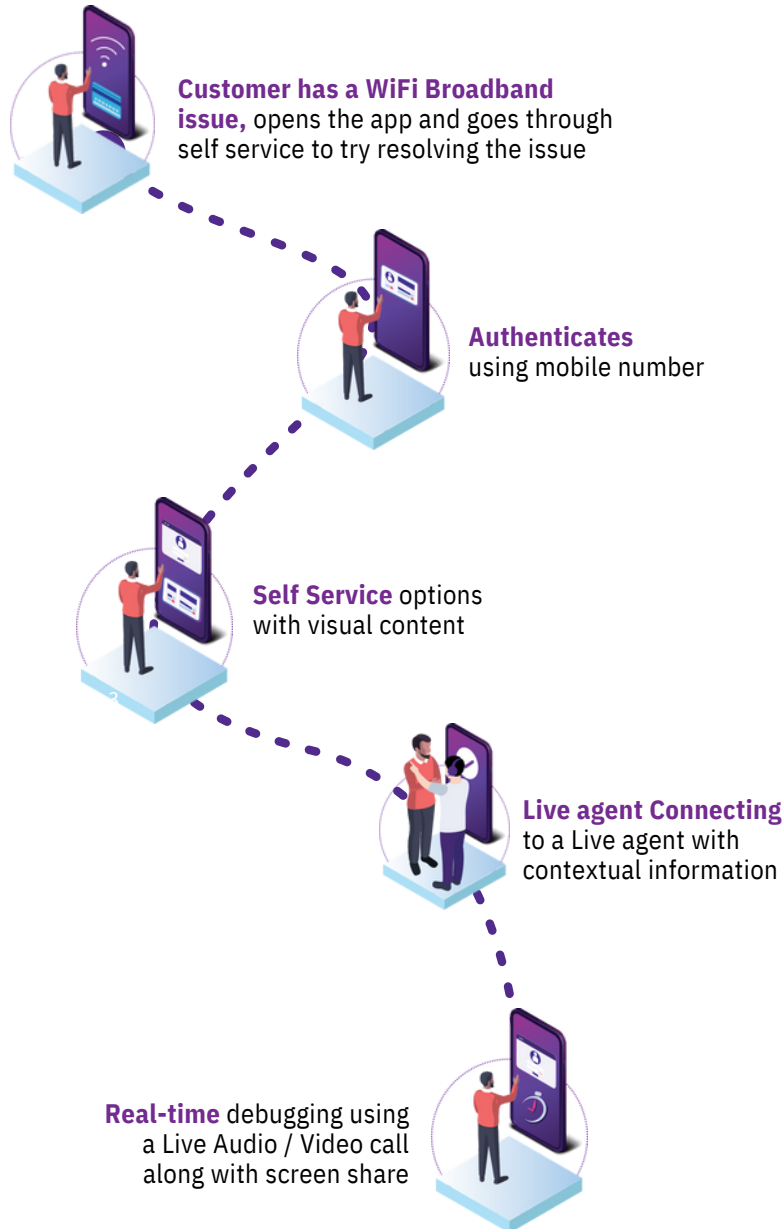 Customer has a WiFi Broadband
issue, opens the app and goes through
self service to try resolving the issue
Authenticates
using mobile number
Self Service options
with visual content
3
Live agent Connecting
to a Live agent with
contextual information
Real-time debugging using
a Live Audio / Video call
along with screen share